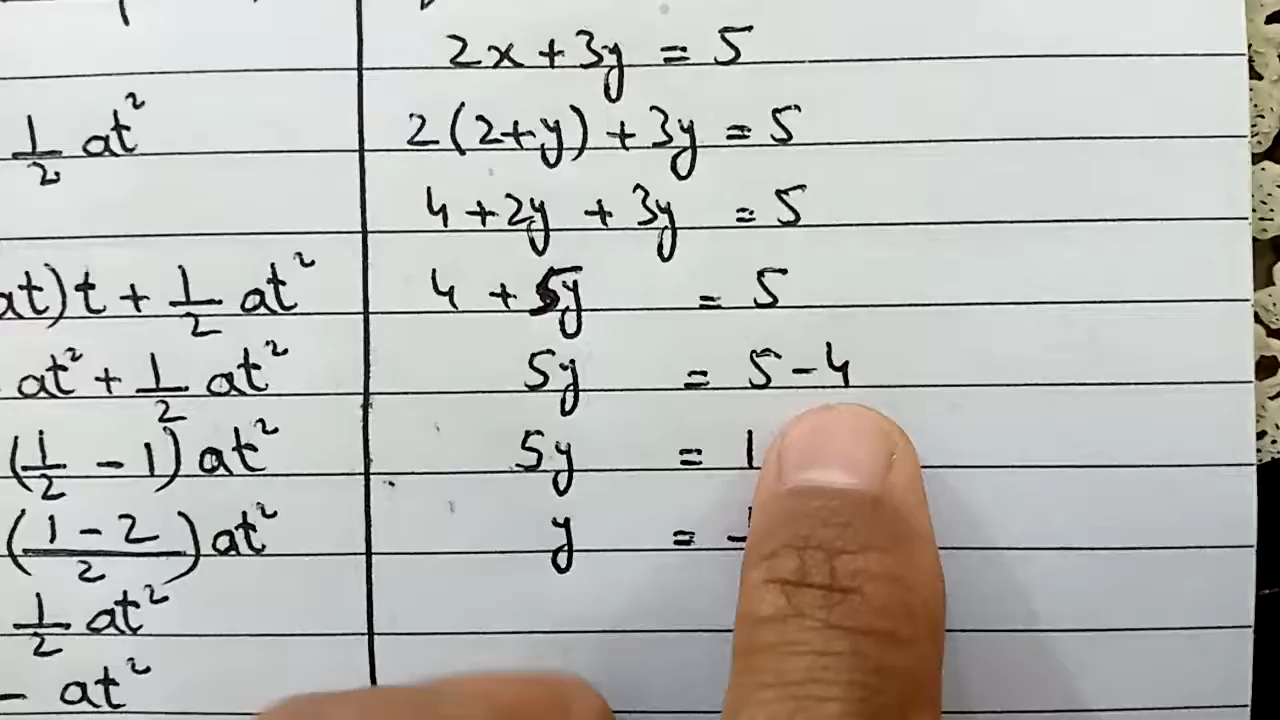 1/2 at²
at)t + 1/2 at²
at² + 1/2 at²
(1/2 - 1) at²
((1 - 2)/2) at²
1/2 at²
- at²
2x + 3y = 5
2(2+y) + 3y = 5
4 + 2y + 3y = 5
4 + 5y = 5
5y = 5 - 4
5y = 1
y =